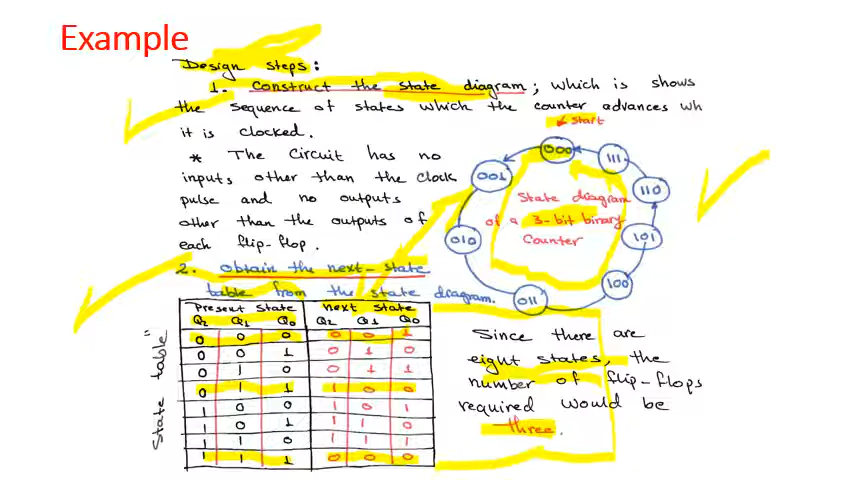 Example
Design steps:
1. Construct the state diagram; which is shows
the sequence of states which the counter advances wh
it is clocked.
* The circuit has no
inputs other than the clock
pulse and no outputs
other than the outputs of
each flip-flop.
start
000
111
001
110
State diagram
of a 3-bit binary
counter
010
101
100
011
2. obtain the next-state
table from the state diagram.
State table"
Present State next state
Q2 Q1 Q0 Q2 Q1 Q0
0 0 0 0 0 1
0 0 1 0 1 0
0 1 0 0 1 1
0 1 1 1 0 0
1 0 0 1 0 1
1 0 1 1 1 0
1 1 0 1 1 1
1 1 1 0 0 0
Since there are
eight states, the
number of flip-flops
required would be
three.